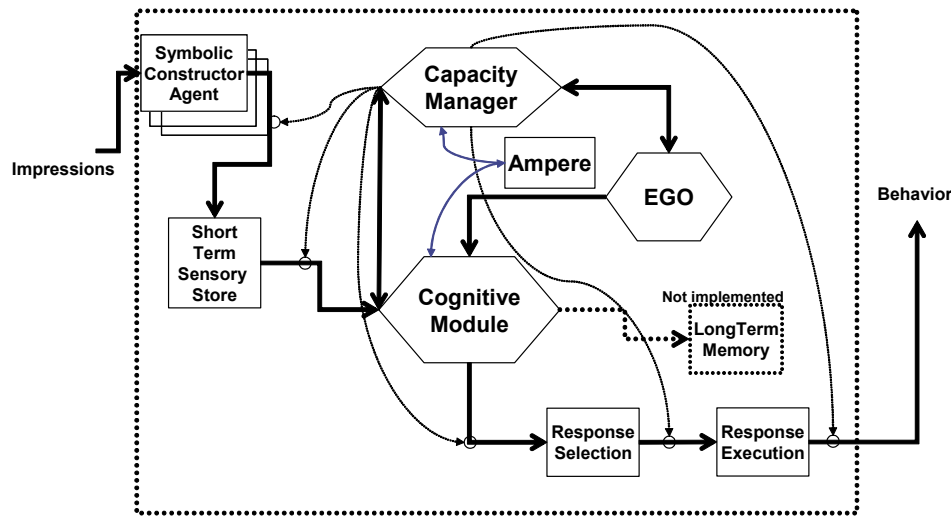 Symbolic
Constructor
Agent
Capacity
Manager
Impressions
Ampere
EGO
Behavior
Short
Term
Sensory
Store
Cognitive
Module
Not implemented
LongTerm
Memory
Response
Selection
Response
Execution